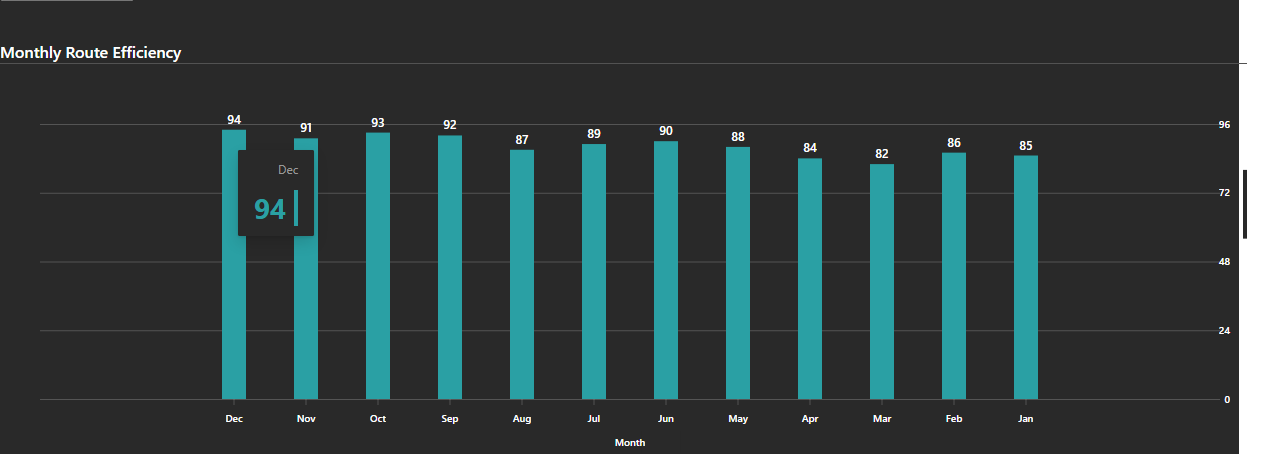 Monthly Route Efficiency
94 91 93 92 87 89 90 88 84 82 86 85
96
72
48
24
0
Dec
94
Dec Nov Oct Sep Aug Jul Jun May Apr Mar Feb Jan
Month